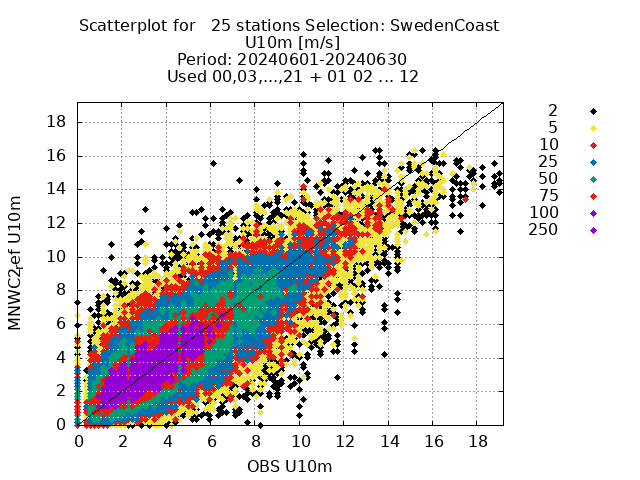 Scatterplot for   25 stations Selection: SwedenCoast
U10m [m/s]
Period: 20240601-20240630
Used 00,03,...,21 + 01 02 ... 12
2
5
10
25
50
75
100
250
18
16
14
12
10
8
6
4
2
0
MNWC2ref U10m
0 2 4 6 8 10 12 14 16 18
OBS U10m